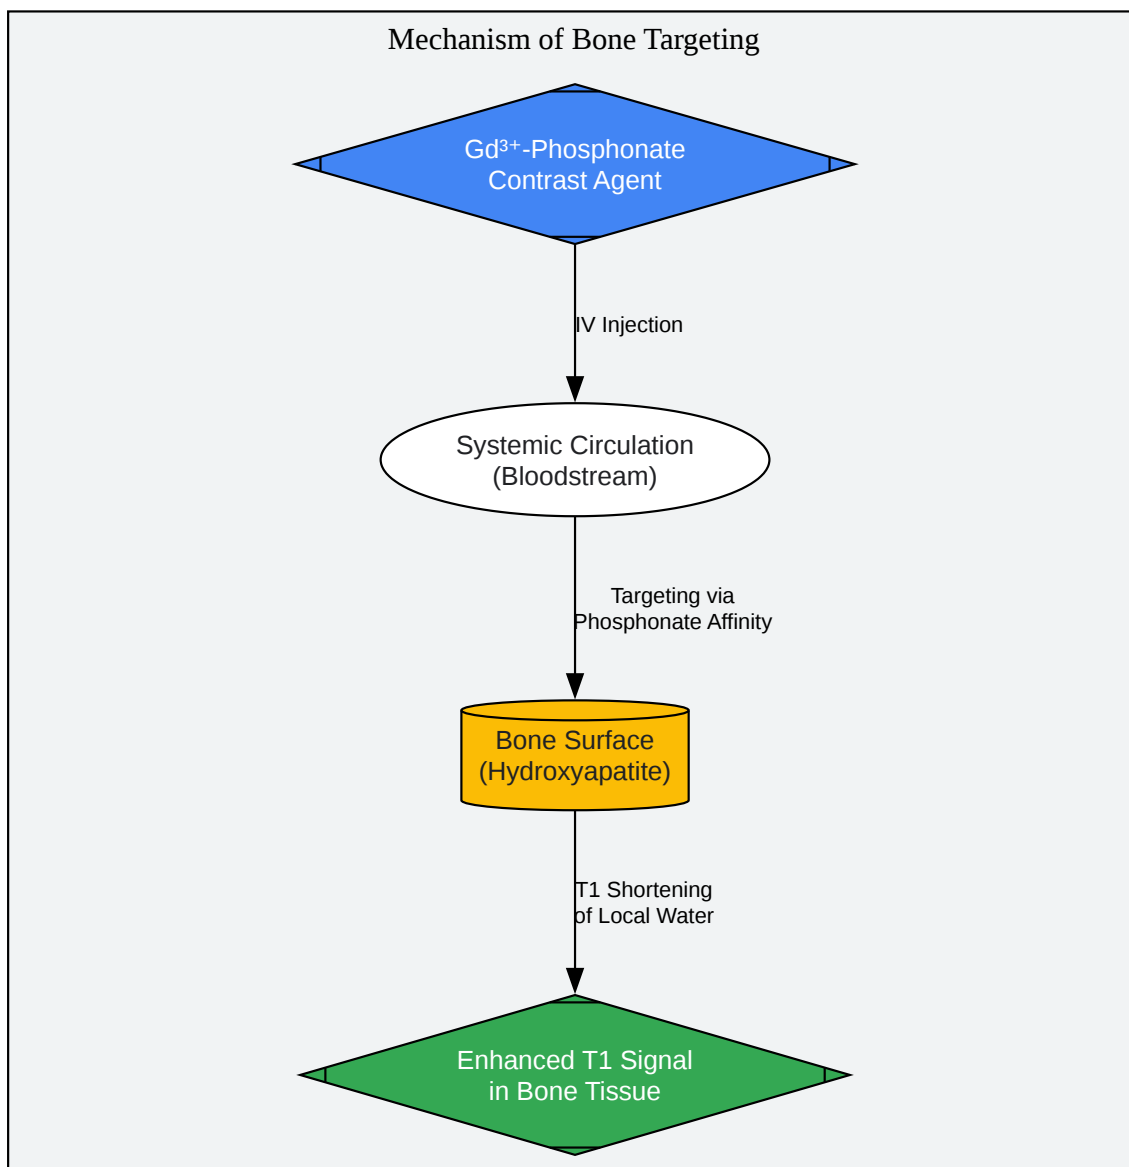 Mechanism of Bone Targeting
Gd³⁺-Phosphonate
Contrast Agent
IV Injection
Systemic Circulation
(Bloodstream)
Targeting via
Phosphonate Affinity
Bone Surface
(Hydroxyapatite)
T1 Shortening
of Local Water
Enhanced T1 Signal
in Bone Tissue